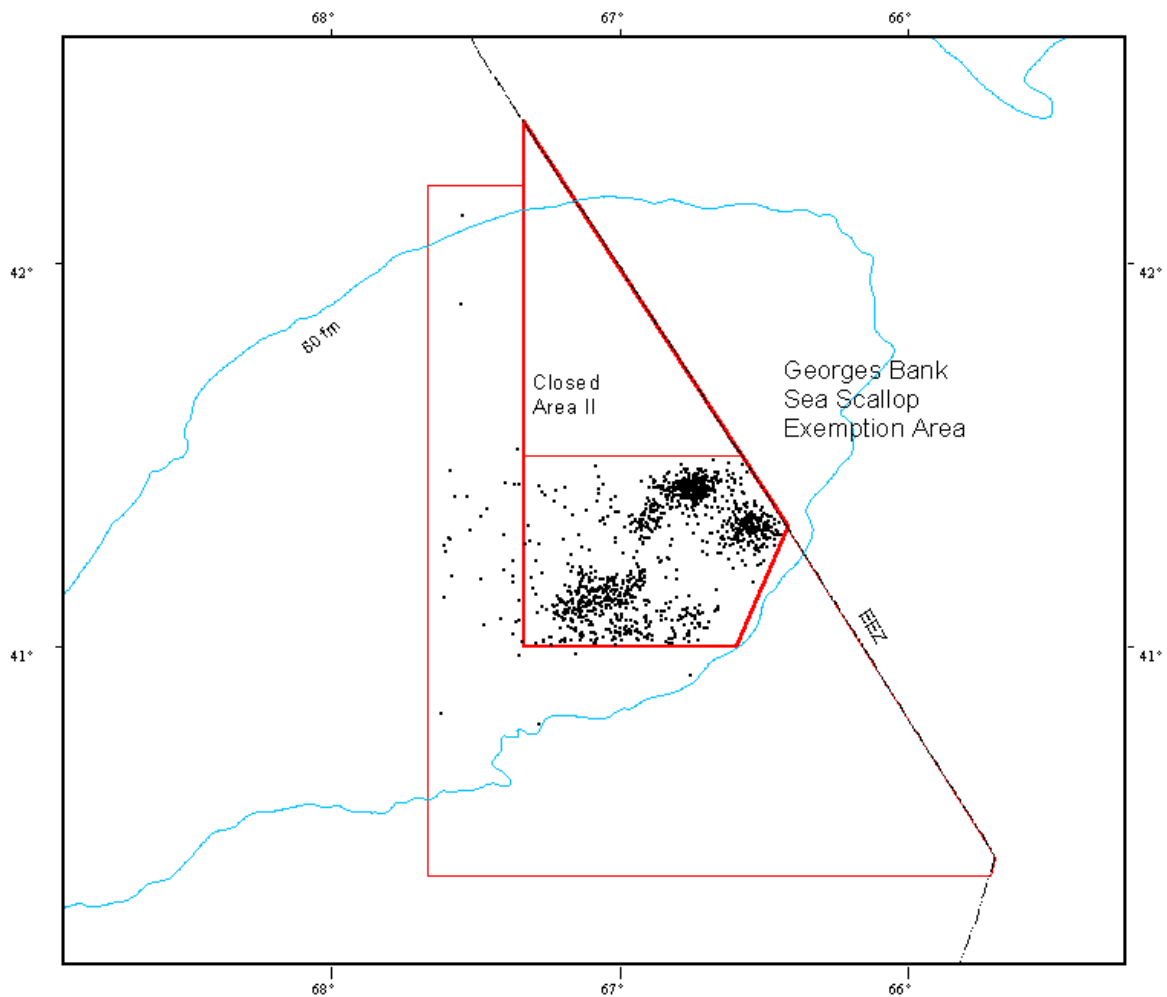 68° 67° 66°
42° 42°
60 fm
Closed
Area II
Georges Bank
Sea Scallop
Exemption Area
EEZ
41° 41°
68° 67° 66°